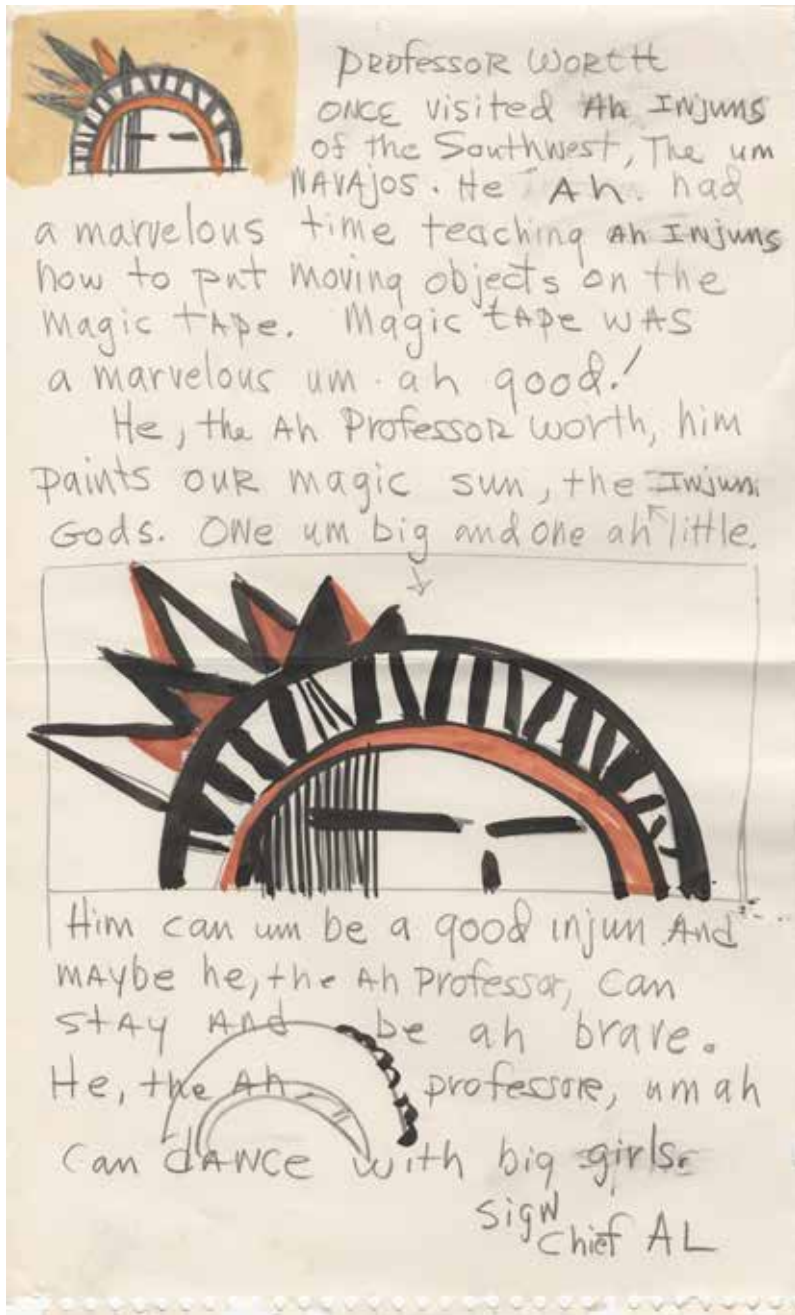 PROFESSOR WORTH
ONCE visited Ah INjuNs
of the Southwest, The um
NAVAJOS. He Ah. had
a marvelous time teaching Ah INjuNs
how to put moving objects on the
Magic tApe. Magic tApe WAS
a marvelous um. ah good!
He, the Ah Professor worth, him
paints our magic sun, the INjuN
Gods. ONe um big and one ah little.
Him can um be a good injun And
mAybe he, the Ah Professor, can
StAy ANd be ah brave.
He, the Ah professore, um ah
Can dANCe with big girls.
SigN
Chief AL